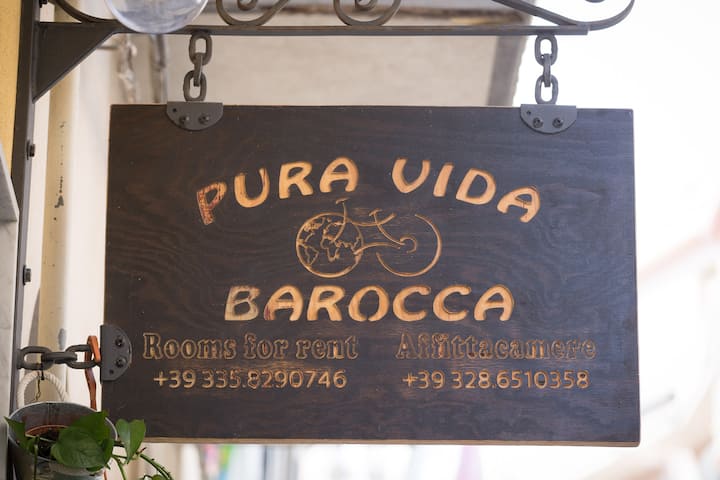 PURA VIDA
BAROCCA
Rooms for rent Affittacamere
+39 335.8290746 +39 328.6510358